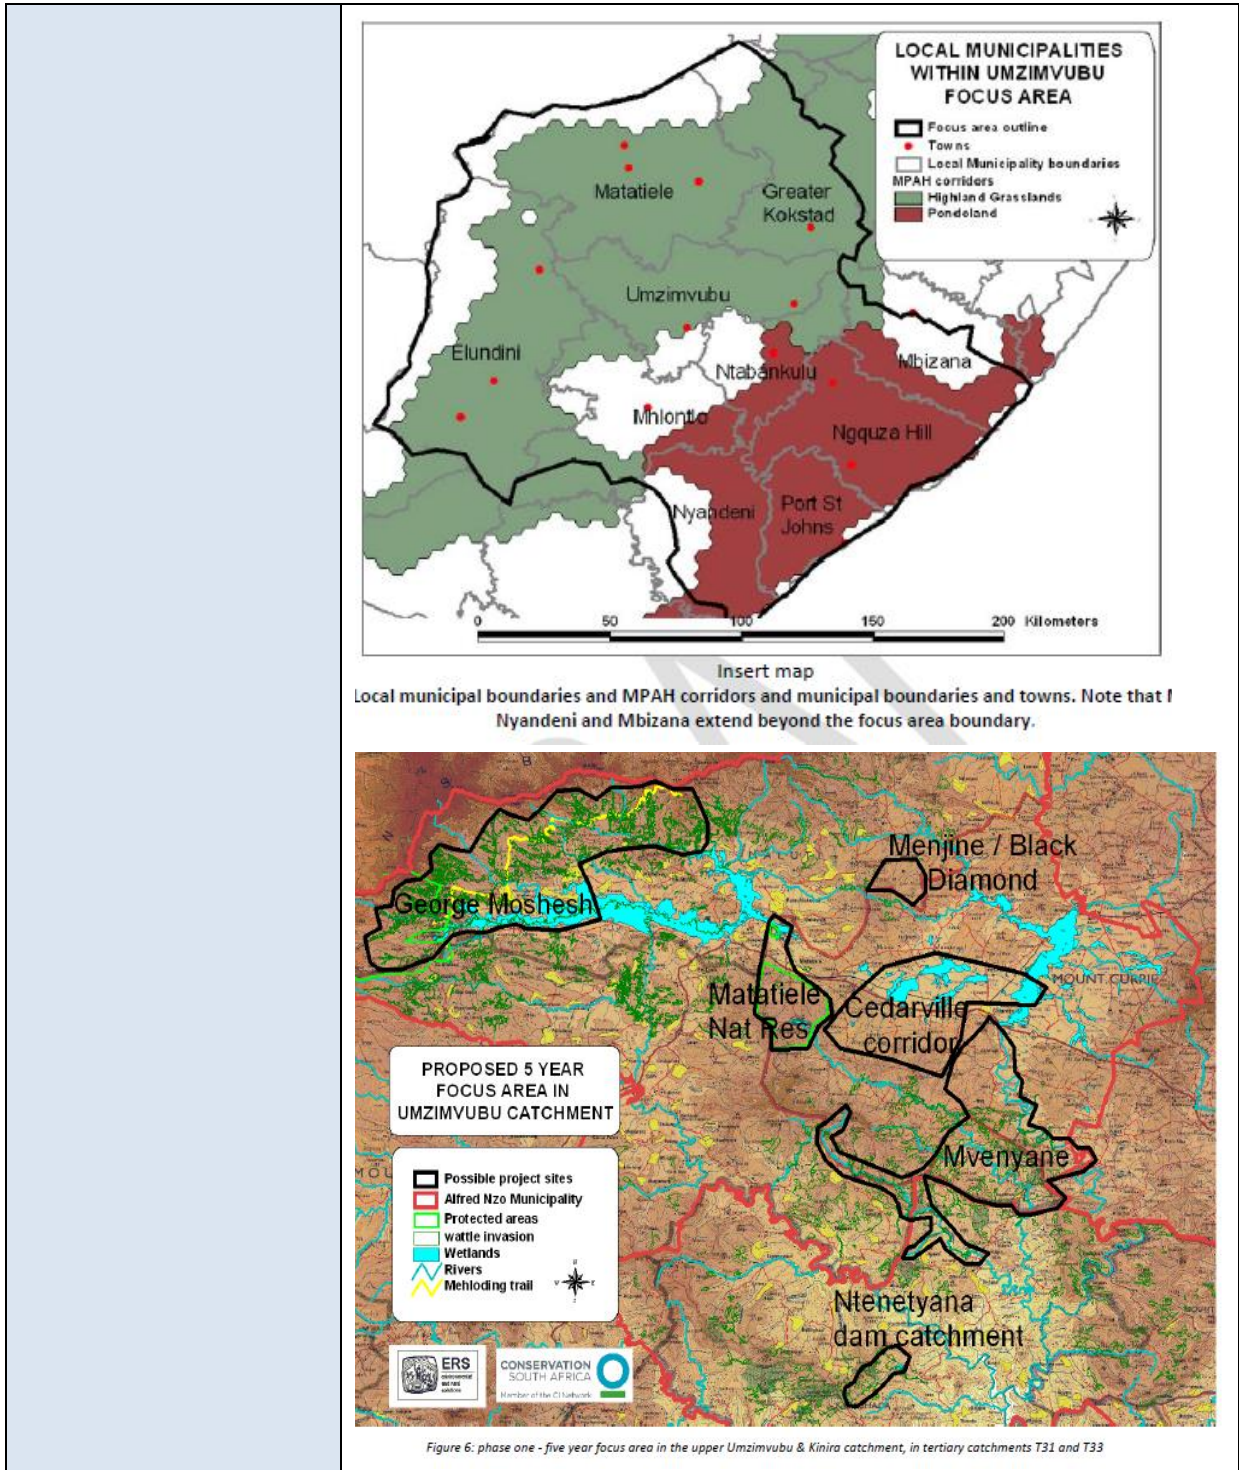 LOCAL MUNICIPALITIES
WITHIN UMZIMVUBU
FOCUS AREA
Focus area outline
Towns
Local Municipality boundaries
MPAH corriders
Highland Grasslands
Pondoland
Matatiele
Greater
Kokstad
Umzimvubu
Elundini
Ntabankulu
Mbizana
Mhlontlo
Ngquza Hill
Nyandeni
Port St
Johns
0 50 100 150 200 Kilometers
Insert map
Local municipal boundaries and MPAH corridors and municipal boundaries and towns. Note that
Nyandeni and Mbizana extend beyond the focus area boundary.
Menjine / Black
Diamond
George Moshesh
MOUNT CURRIE
Matatiele
Nat Res
Cedarville
corridor
PROPOSED 5 YEAR
FOCUS AREA IN
UMZIMVUBU CATCHMENT
Mvenyane
Possible project sites
Alfred Nzo Municipality
Protected areas
wattle invasion
Wetlands
Rivers
Mehloding trail
Ntenetyana
dam catchment
ERS
CONSERVATION
SOUTH AFRICA
Member of the CI Network
Figure 6: phase one - five year focus area in the upper Umzimvubu & Kinira catchment, in tertiary catchments T31 and T33